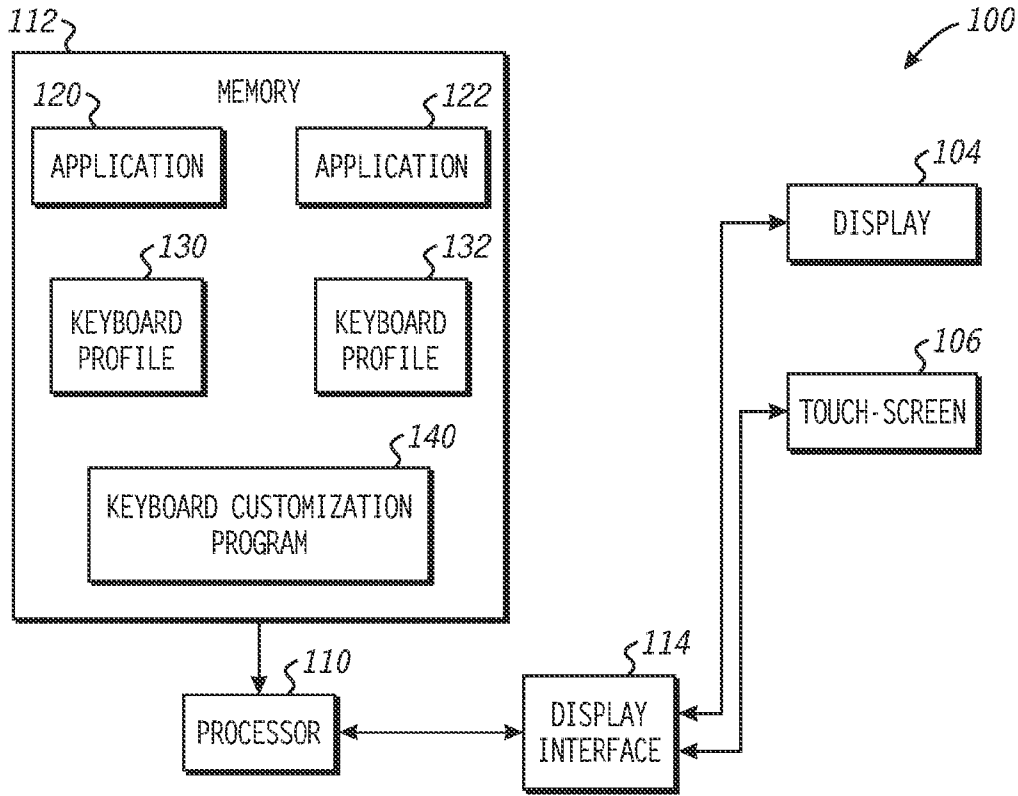 112
100
MEMORY
120
122
APPLICATION
APPLICATION
104
DISPLAY
130
132
KEYBOARD
PROFILE
KEYBOARD
PROFILE
106
TOUCH-SCREEN
140
KEYBOARD CUSTOMIZATION
PROGRAM
110
PROCESSOR
114
DISPLAY
INTERFACE